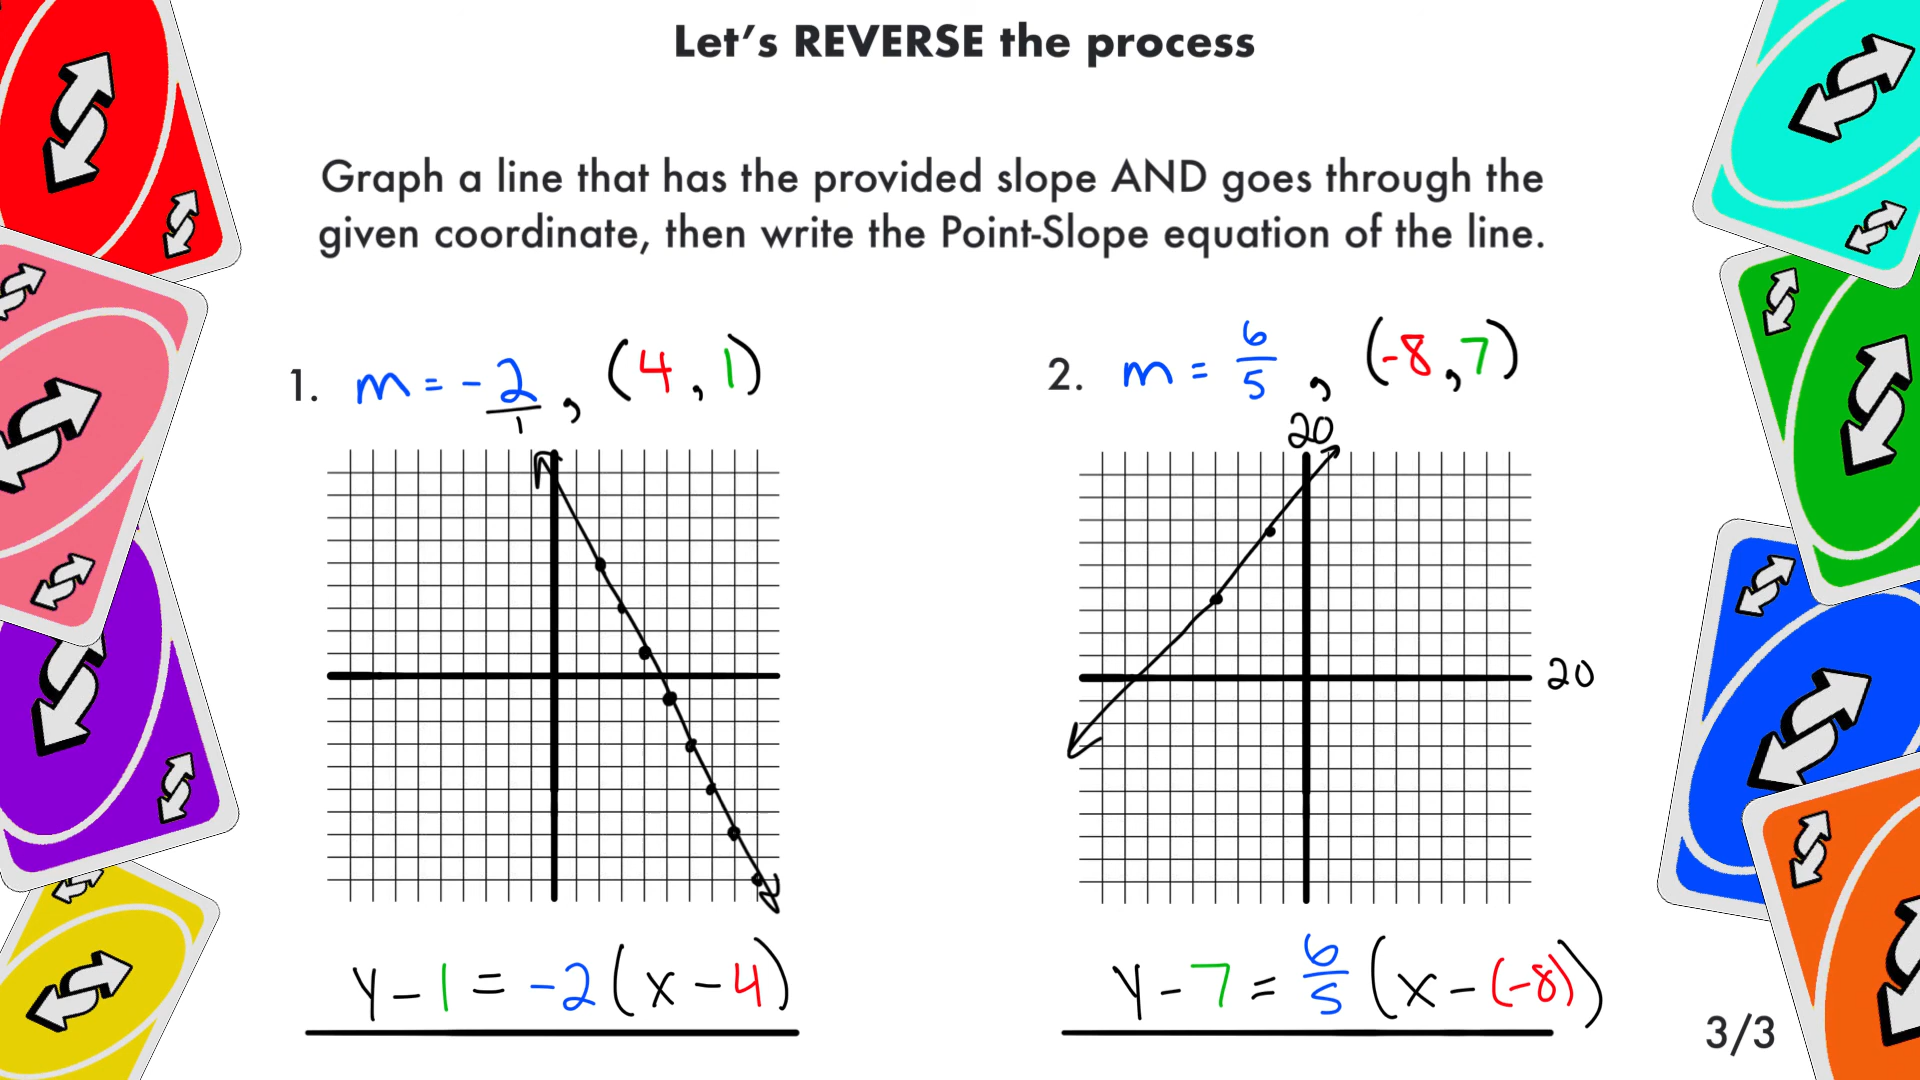 Let's REVERSE the process
Graph a line that has the provided slope AND goes through the
given coordinate, then write the Point-Slope equation of the line.
1. m = -2/1 , (4 , 1)
2. m = 6/5 , (-8,7)
20
20
y - 1 = -2(x - 4)
y - 7 = 6/5(x - (-8))
3/3